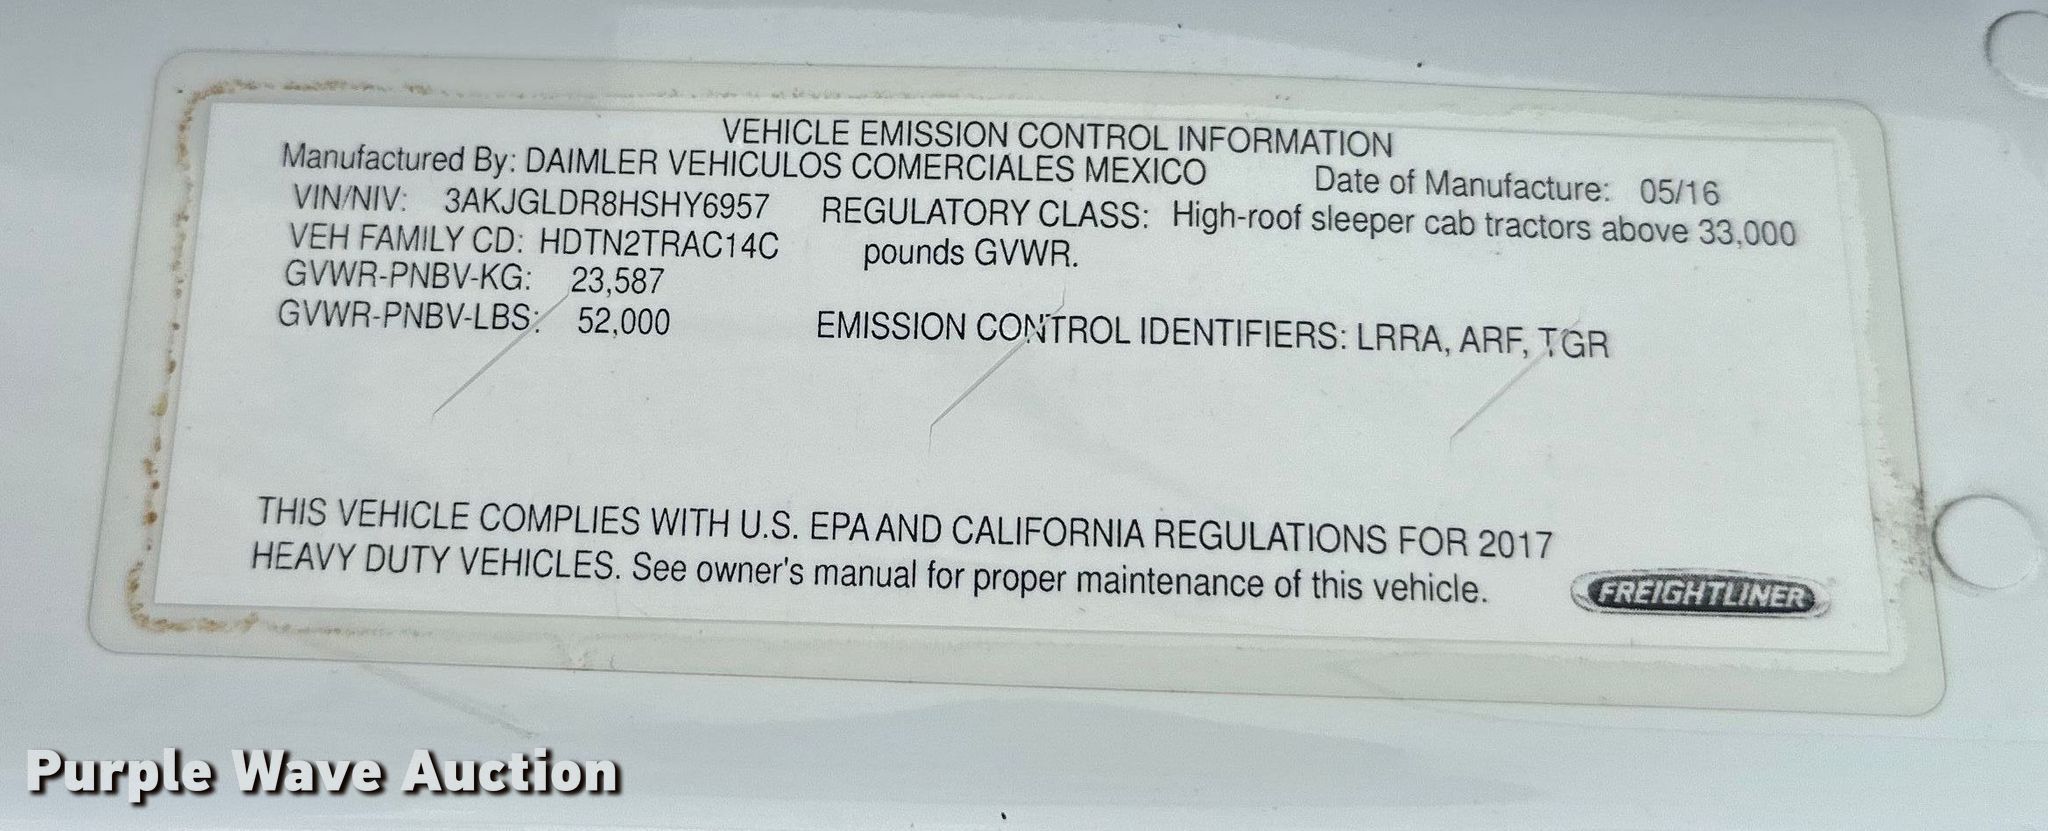 VEHICLE EMISSION CONTROL INFORMATION
Manufactured By: DAIMLER VEHICULOS COMERCIALES MEXICO Date of Manufacture: 05/16
VIN/NIV: 3AKJGLDR8HSHY6957 REGULATORY CLASS: High-roof sleeper cab tractors above 33,000
VEH FAMILY CD: HDTN2TRAC14C pounds GVWR.
GVWR-PNBV-KG: 23,587
GVWR-PNBV-LBS: 52,000 EMISSION CONTROL IDENTIFIERS: LRRA, ARF, TGR
THIS VEHICLE COMPLIES WITH U.S. EPA AND CALIFORNIA REGULATIONS FOR 2017
HEAVY DUTY VEHICLES. See owner's manual for proper maintenance of this vehicle.
FREIGHTLINER
Purple Wave Auction